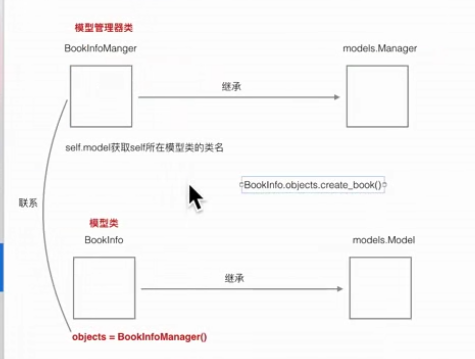 模型管理器类
BookInfoManger
models.Manager
继承
self.model获取self所在模型类的类名
BookInfo.objects.create_book()
联系
模型类
BookInfo
models.Model
继承
objects = BookInfoManager()